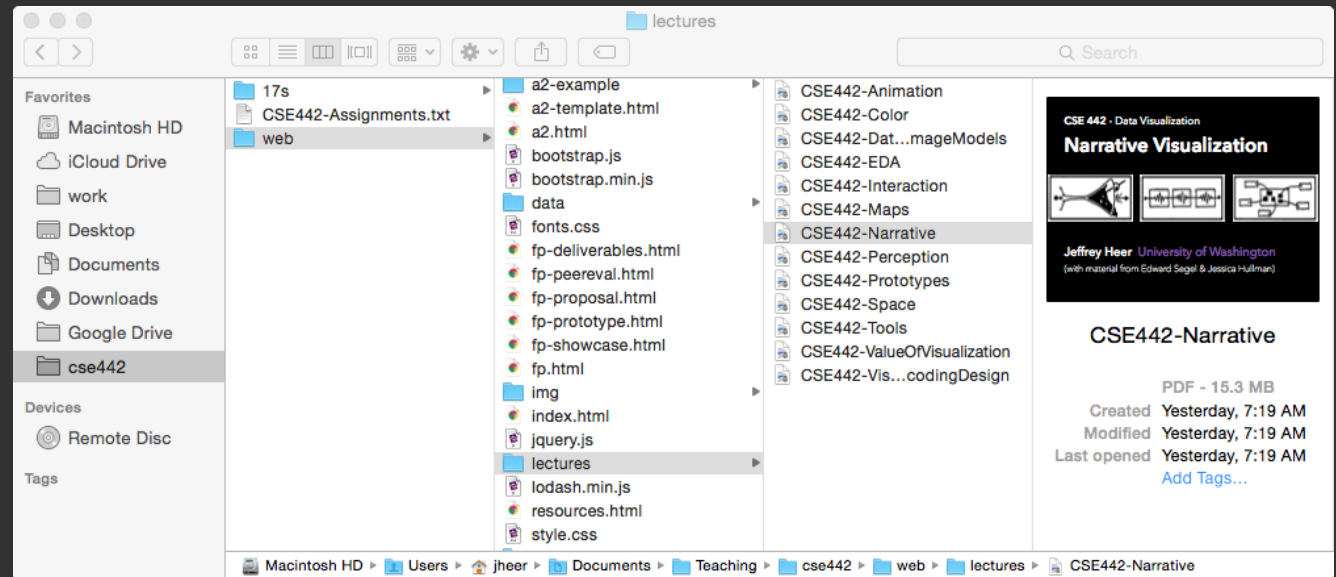 lectures
Search
Favorites
Macintosh HD
iCloud Drive
work
Desktop
Documents
Downloads
Google Drive
cse442
Devices
Remote Disc
Tags
17s
CSE442-Assignments.txt
web
a2-example
a2-template.html
a2.html
bootstrap.js
bootstrap.min.js
data
fonts.css
fp-deliverables.html
fp-peereval.html
fp-proposal.html
fp-prototype.html
fp-showcase.html
fp.html
img
index.html
jquery.js
lectures
lodash.min.js
resources.html
style.css
CSE442-Animation
CSE442-Color
CSE442-Dat...mageModels
CSE442-EDA
CSE442-Interaction
CSE442-Maps
CSE442-Narrative
CSE442-Perception
CSE442-Prototypes
CSE442-Space
CSE442-Tools
CSE442-ValueOfVisualization
CSE442-Vis...codingDesign
CSE 442 - Data Visualization
Narrative Visualization
Jeffrey Heer University of Washington
(with material from Edward Segel & Jessica Hullman)
CSE442-Narrative
PDF - 15.3 MB
Created Yesterday, 7:19 AM
Modified Yesterday, 7:19 AM
Last opened Yesterday, 7:19 AM
Add Tags...
Macintosh HD Users jheer Documents Teaching cse442 web lectures CSE442-Narrative